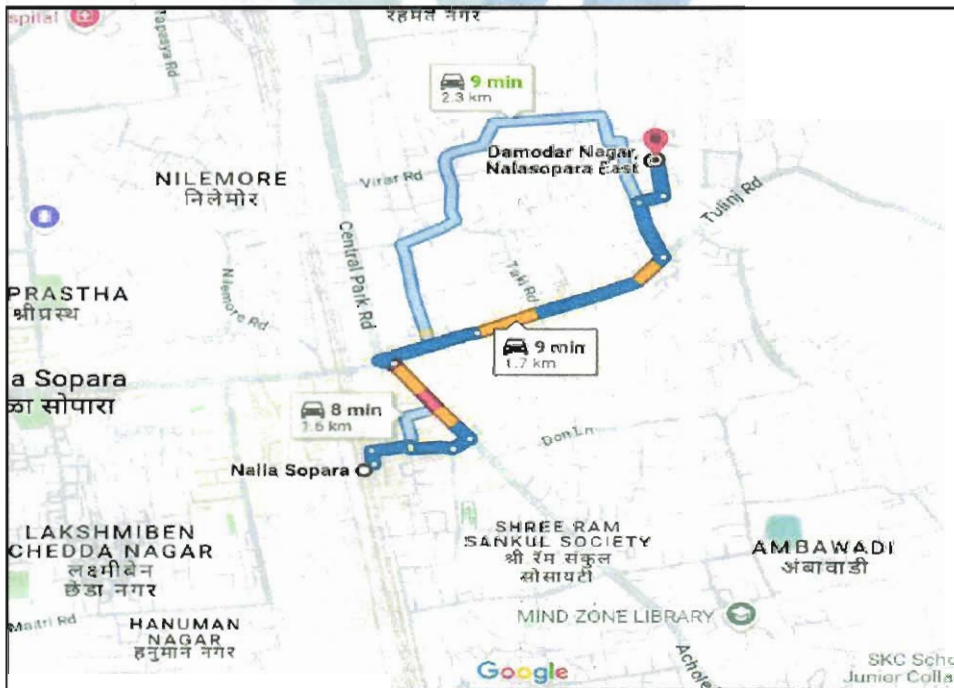 spital
रहमत नगर
Tapasya Rd
9 min
2.3 km
Damodar Nagar,
Nalasopara East
NILEMORE
निलेमोर
Virar Rd
Tulinj Rd
Central Park Rd
Nilemore Rd
Taki Rd
PRASTHA
श्रीप्रस्थ
9 min
1.7 km
a Sopara
ळा सोपारा
8 min
1.6 km
Don Ln
Nalla Sopara
LAKSHMIBEN
CHEDDA NAGAR
लक्ष्मीबेन
छेडा नगर
SHREE RAM
SANKUL SOCIETY
श्री रॅम संकुल
सोसायटी
AMBAWADI
अंबावाडी
MIND ZONE LIBRARY
Maatri Rd
HANUMAN
NAGAR
हनुमान नगर
Google
Achole
SKC Scho
Junior Colla